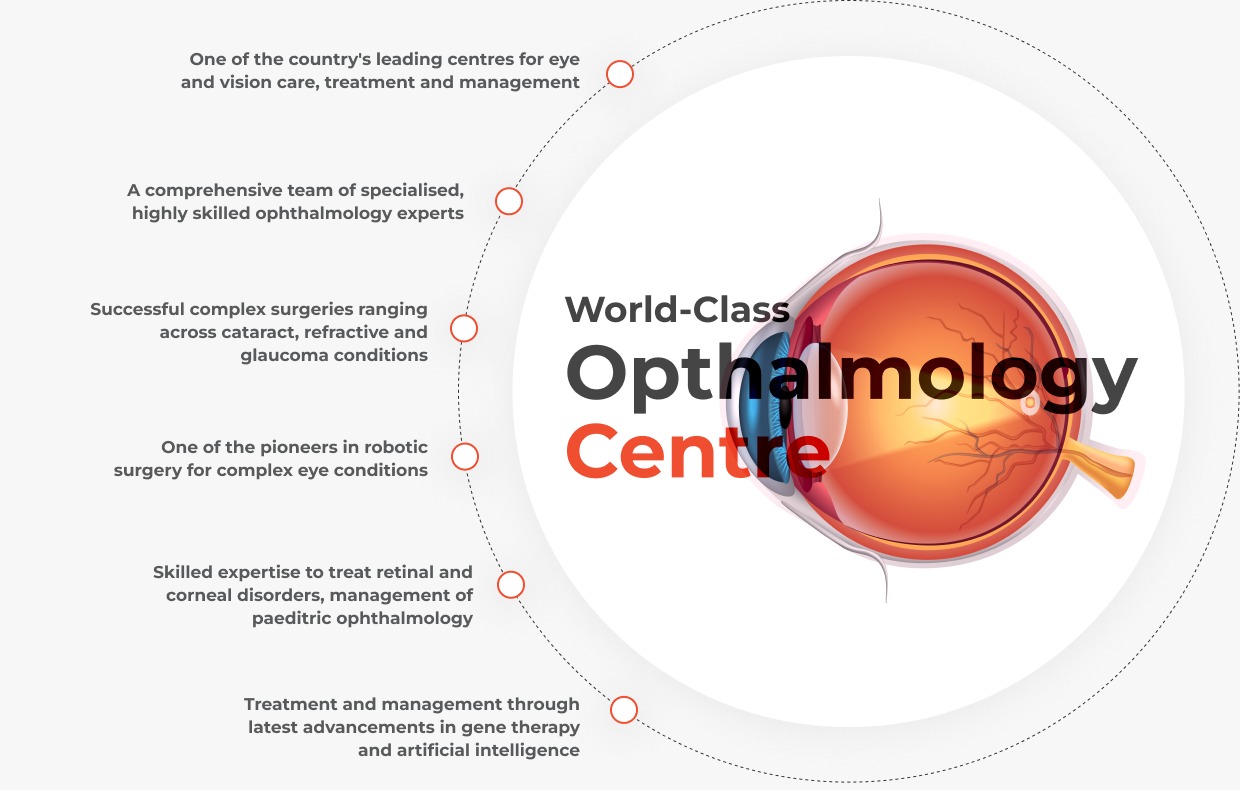 One of the country's leading centres for eye
and vision care, treatment and management
A comprehensive team of specialised,
highly skilled ophthalmology experts
Successful complex surgeries ranging
across cataract, refractive and
glaucoma conditions
One of the pioneers in robotic
surgery for complex eye conditions
Skilled expertise to treat retinal and
corneal disorders, management of
paeditric ophthalmology
Treatment and management through
latest advancements in gene therapy
and artificial intelligence
World-Class
Opthalmology
Centre